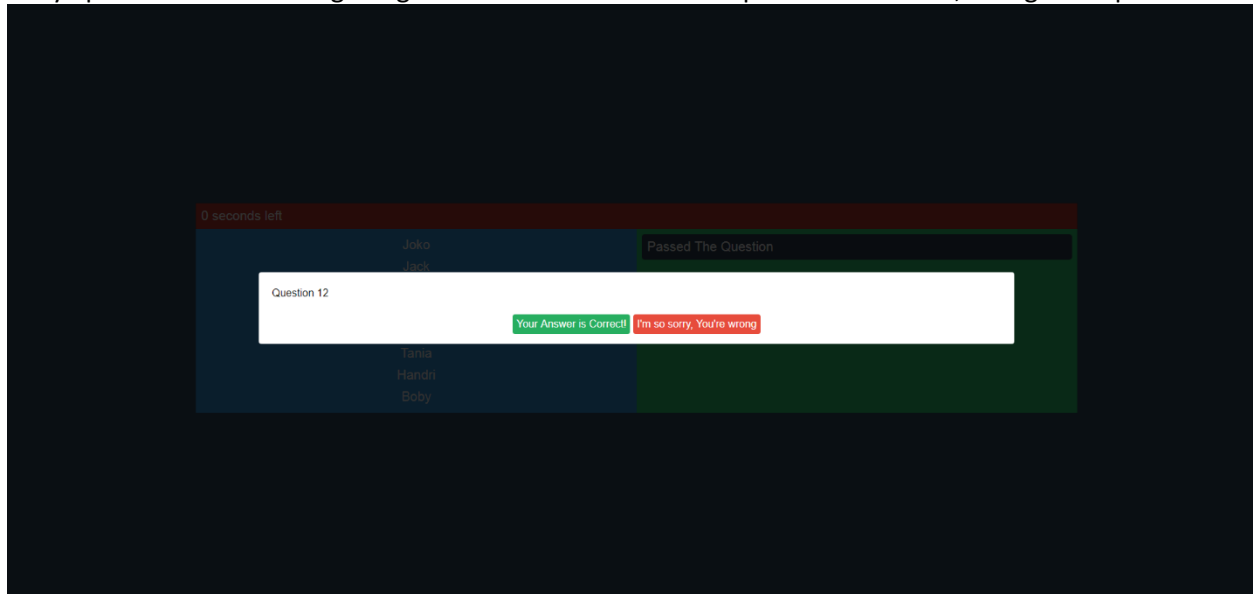 0 seconds left
Joko
Passed The Question
Jack
Question 12
Your Answer is Correct!
I'm so sorry, You're wrong
Tania
Handri
Boby